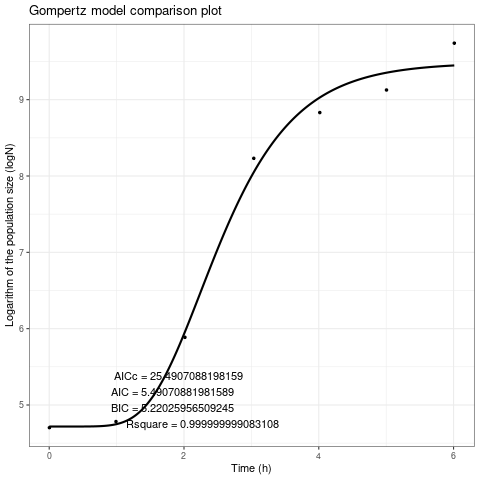 Gompertz model comparison plot
Logarithm of the population size (logN)
9
8
7
6
5
AICc = 25.4907088198159
AIC = 5.49070881981589
BIC = 5.22025956509245
Rsquare = 0.999999999083108
0 2 4 6
Time (h)